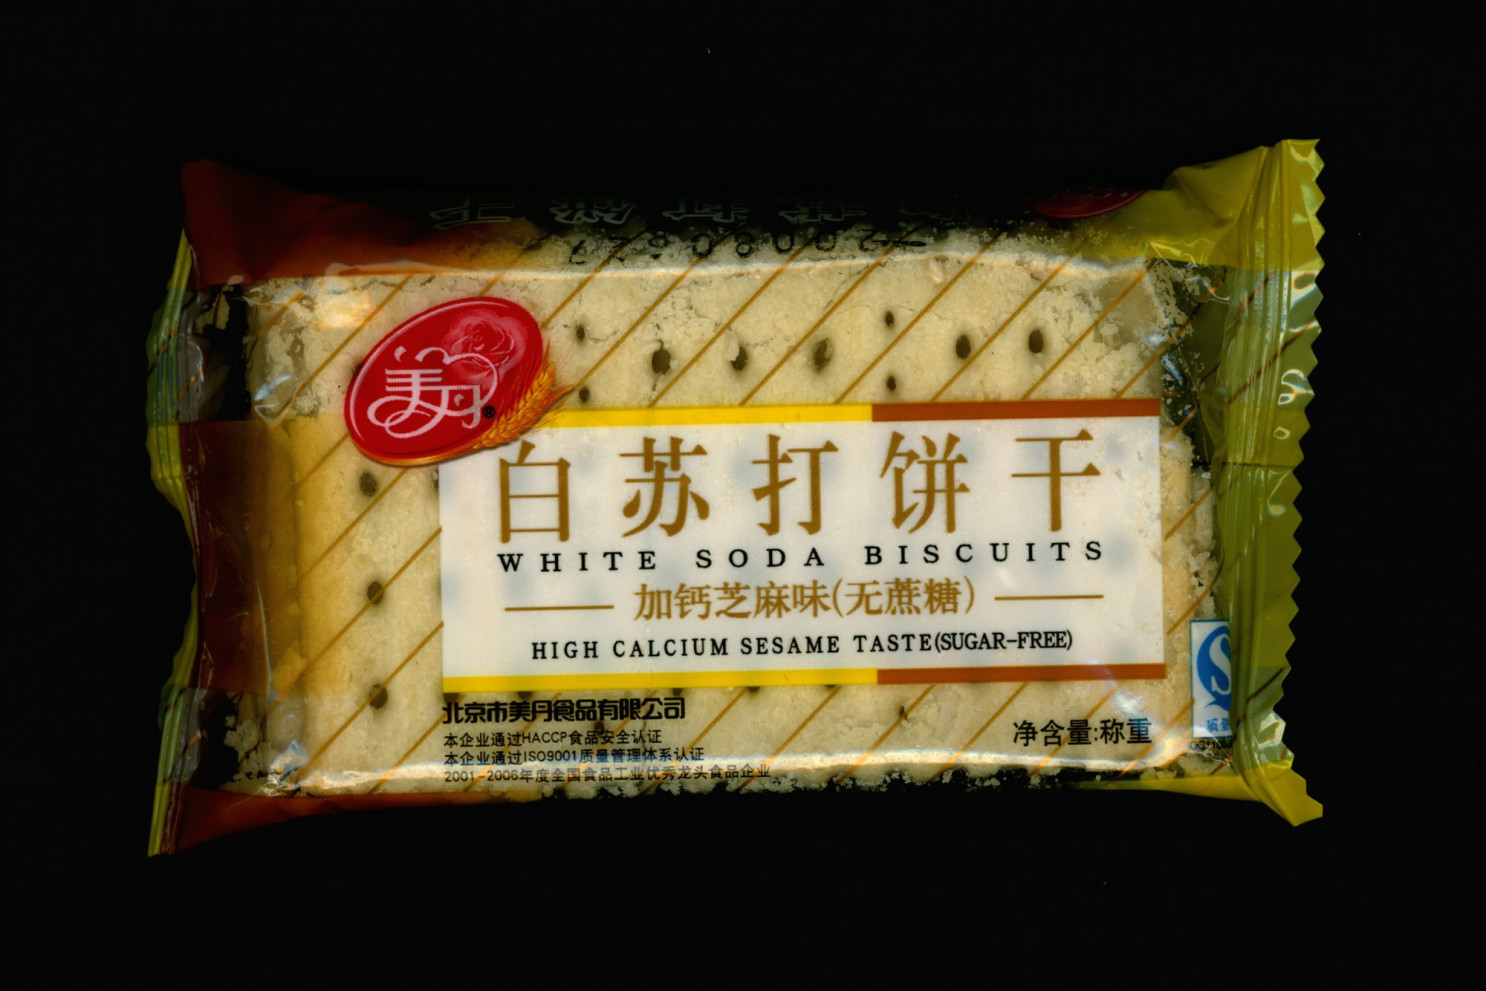 美丹®
白苏打饼干
WHITE SODA BISCUITS
加钙芝麻味(无蔗糖)
HIGH CALCIUM SESAME TASTE(SUGAR-FREE)
北京市美丹食品有限公司
本企业通过HACCP食品安全认证
本企业通过ISO9001质量管理体系认证
2001-2006年度全国食品工业优秀龙头食品企业
净含量:称重
质量